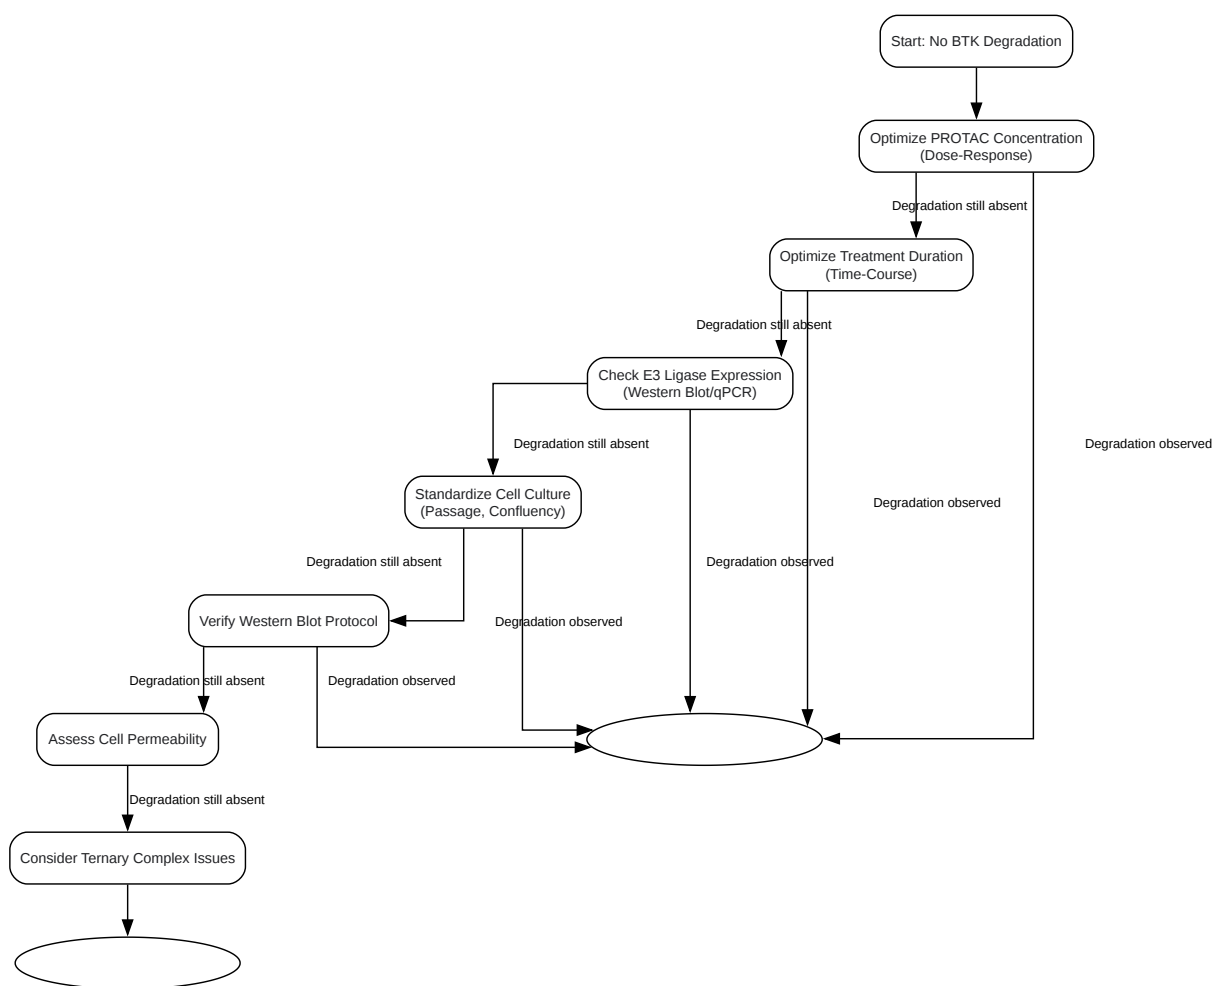 Start: No BTK Degradation
Optimize PROTAC Concentration
(Dose-Response)
Degradation still absent
Optimize Treatment Duration
(Time-Course)
Degradation still absent
Check E3 Ligase Expression
(Western Blot/qPCR)
Degradation still absent
Degradation observed
Standardize Cell Culture
(Passage, Confluency)
Degradation observed
Degradation still absent
Degradation observed
Verify Western Blot Protocol
Degradation observed
Degradation still absent
Degradation observed
Assess Cell Permeability
Degradation still absent
Consider Ternary Complex Issues